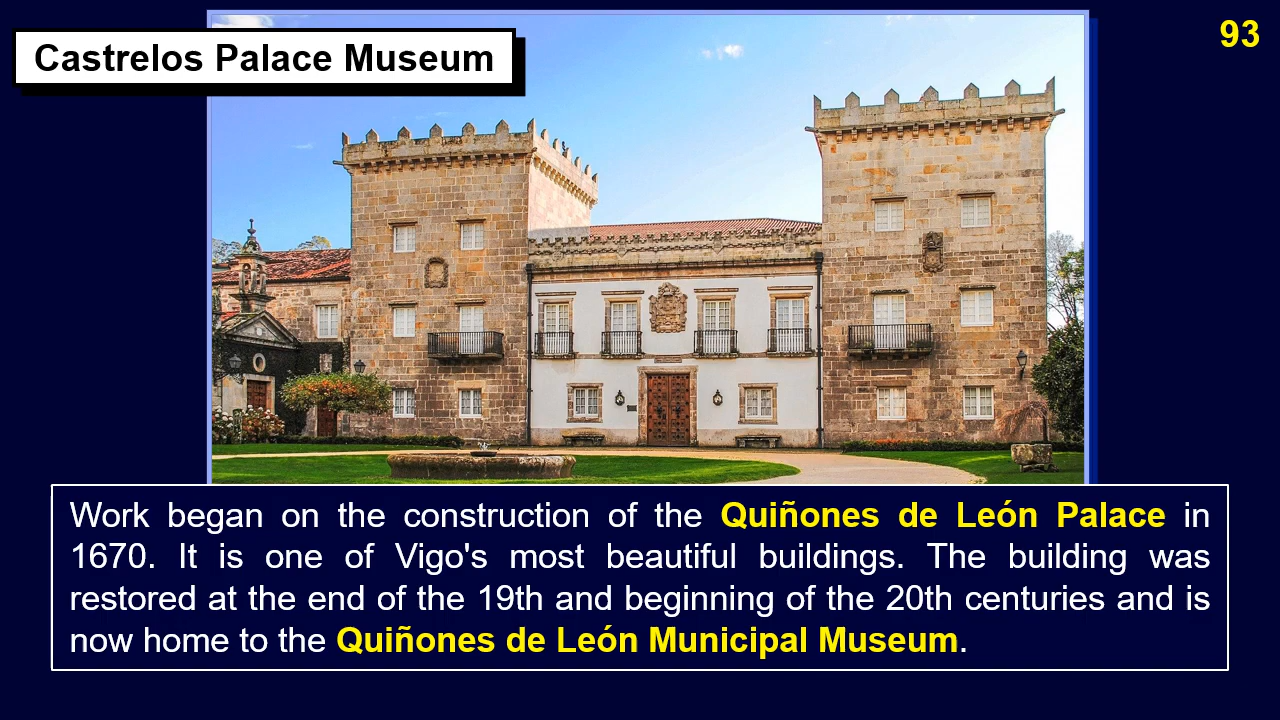 Castrelos Palace Museum
93
Work began on the construction of the Quiñones de León Palace in
1670. It is one of Vigo's most beautiful buildings. The building was
restored at the end of the 19th and beginning of the 20th centuries and is
now home to the Quiñones de León Municipal Museum.